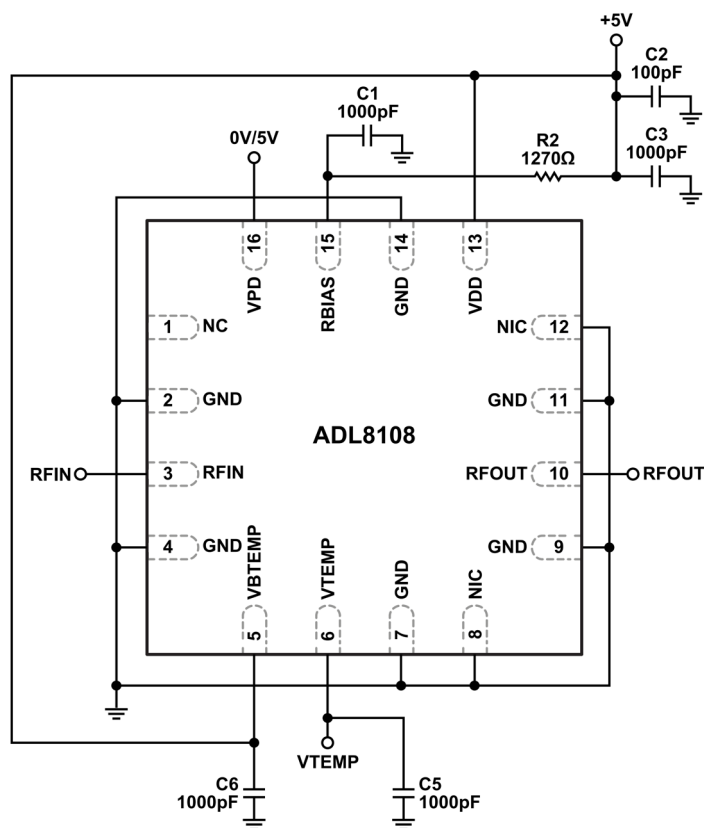 +5V
C2
100pF
C1
1000pF
0V/5V
R2
1270Ω
C3
1000pF
16
15
14
13
VPD
RBIAS
GND
VDD
1 NC
NIC 12
2 GND
GND 11
ADL8108
RFIN
3 RFIN
RFOUT 10
RFOUT
4 GND
GND 9
VBTEMP
VTEMP
GND
NIC
5
6
7
8
VTEMP
C6
1000pF
C5
1000pF